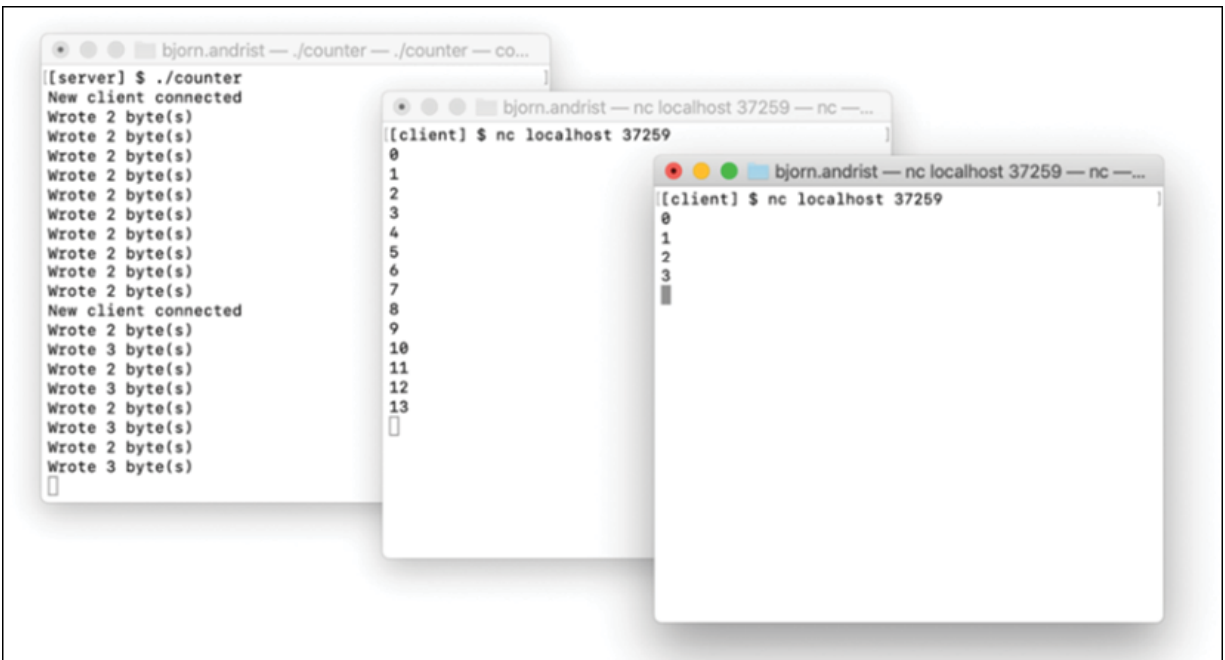 bjorn.andrist — ./counter — ./counter — co...
[[server] $ ./counter ]
New client connected
Wrote 2 byte(s)
Wrote 2 byte(s)
Wrote 2 byte(s)
Wrote 2 byte(s)
Wrote 2 byte(s)
Wrote 2 byte(s)
Wrote 2 byte(s)
Wrote 2 byte(s)
Wrote 2 byte(s)
Wrote 2 byte(s)
New client connected
Wrote 2 byte(s)
Wrote 3 byte(s)
Wrote 2 byte(s)
Wrote 3 byte(s)
Wrote 2 byte(s)
Wrote 3 byte(s)
Wrote 2 byte(s)
Wrote 3 byte(s)
bjorn.andrist — nc localhost 37259 — nc —...
[[client] $ nc localhost 37259 ]
0
1
2
3
4
5
6
7
8
9
10
11
12
13
bjorn.andrist — nc localhost 37259 — nc —...
[[client] $ nc localhost 37259 ]
0
1
2
3